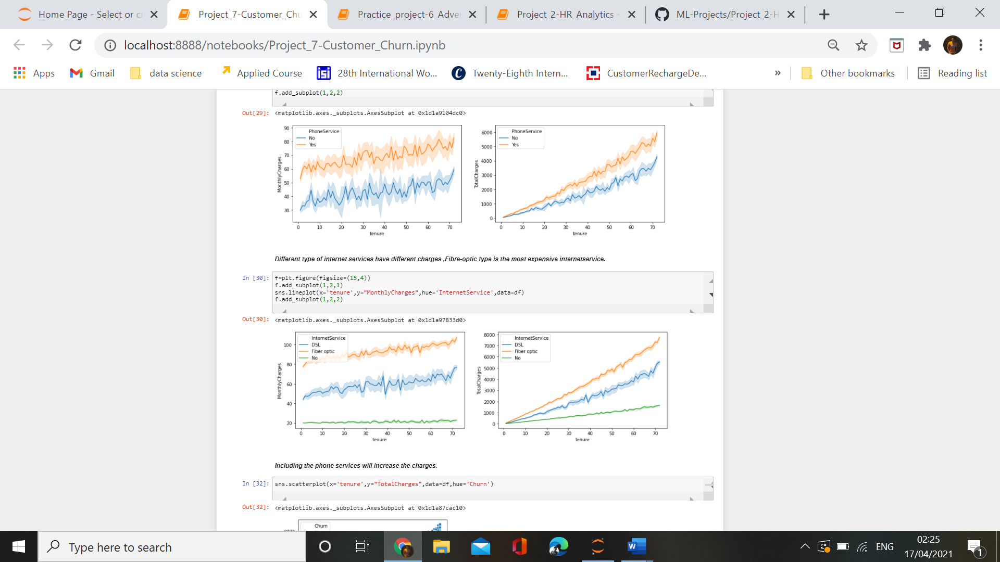 Home Page - Select or c
Project_7-Customer_Chu
Practice_project-6_Adve
Project_2-HR_Analytics -
ML-Projects/Project_2-H
localhost:8888/notebooks/Project_7-Customer_Churn.ipynb
Apps
Gmail
data science
Applied Course
28th International Wo...
Twenty-Eighth Intern...
CustomerRechargeDe...
»
Other bookmarks
Reading list
f.add_subplot(1,2,2)
Out[29]: <matplotlib.axes._subplots.AxesSubplot at 0x1d1a9104dc0>
PhoneService
No
Yes
90
80
70
60
50
40
30
MonthlyCharges
0 10 20 30 40 50 60 70
tenure
PhoneService
No
Yes
6000
5000
4000
3000
2000
1000
0
TotalCharges
0 10 20 30 40 50 60 70
tenure
Different type of internet services have different charges ,Fibre-optic type is the most expensive internetservice.
In [30]: f=plt.figure(figsize=(15,4))
f.add_subplot(1,2,1)
sns.lineplot(x='tenure',y="MonthlyCharges",hue='InternetService',data=df)
f.add_subplot(1,2,2)
Out[30]: <matplotlib.axes._subplots.AxesSubplot at 0x1d1a97833d0>
InternetService
DSL
Fiber optic
No
100
80
60
40
20
MonthlyCharges
0 10 20 30 40 50 60 70
tenure
InternetService
DSL
Fiber optic
No
8000
7000
6000
5000
4000
3000
2000
1000
0
TotalCharges
0 10 20 30 40 50 60 70
tenure
Including the phone services will increase the charges.
In [32]: sns.scatterplot(x='tenure',y="TotalCharges",data=df,hue='Churn')
Out[32]: <matplotlib.axes._subplots.AxesSubplot at 0x1d1a87cac10>
Churn
Type here to search
ENG
02:25
17/04/2021
1